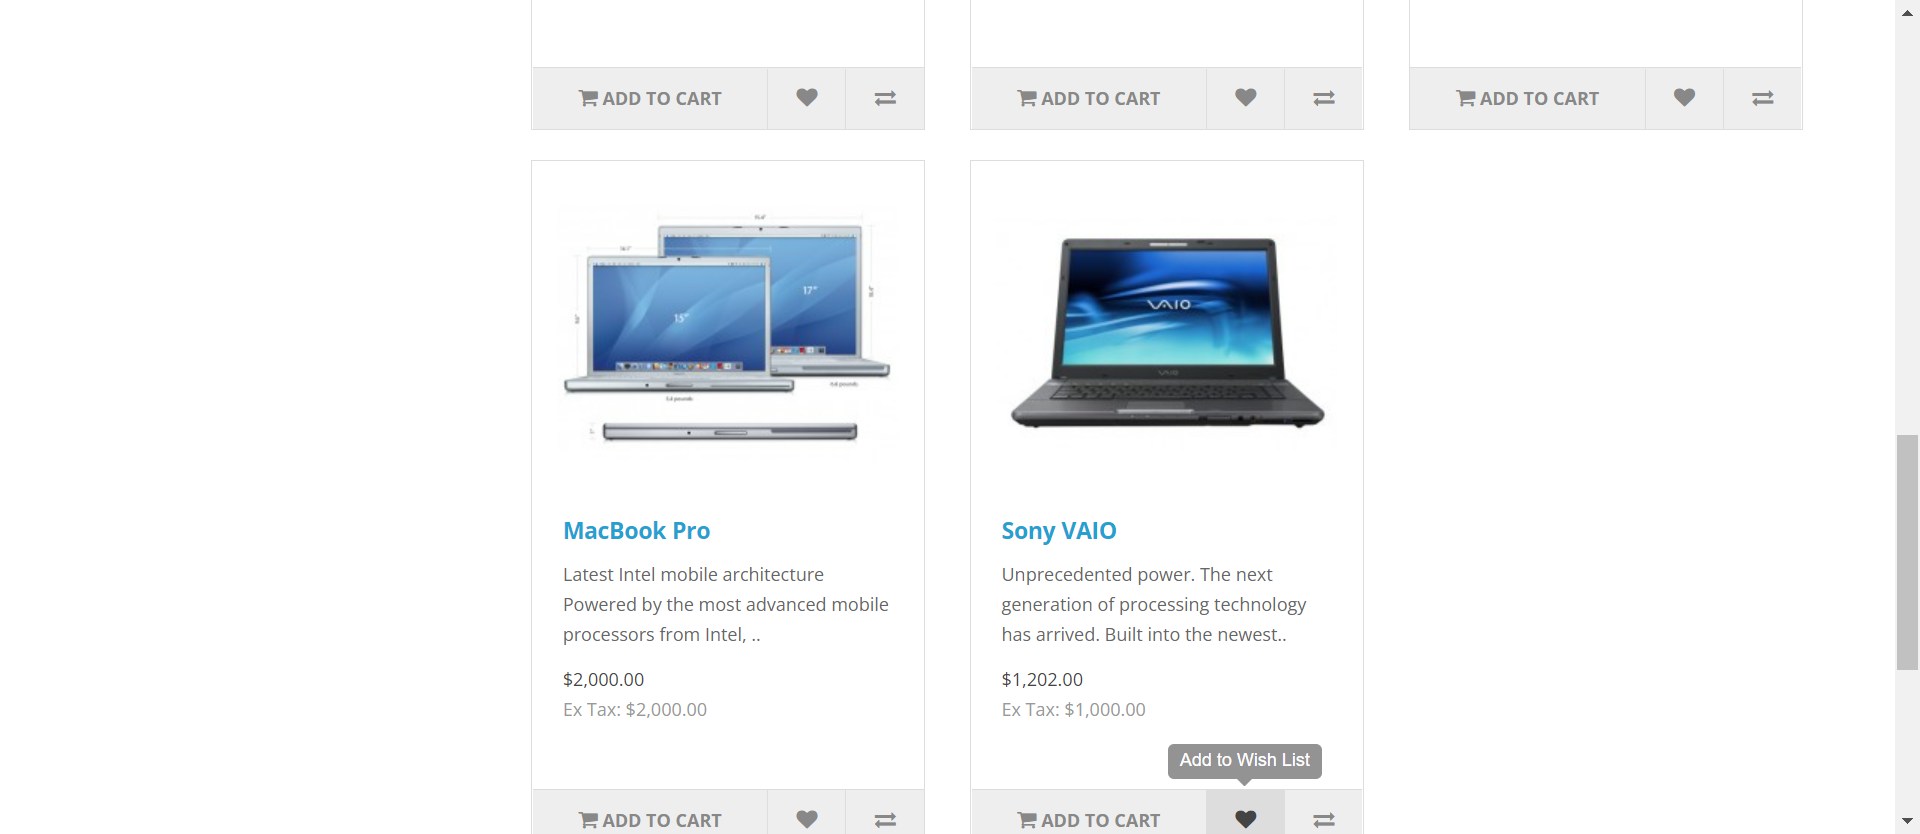 ADD TO CART
ADD TO CART
ADD TO CART
15"
17"
VAIO
MacBook Pro
Latest Intel mobile architecture
Powered by the most advanced mobile
processors from Intel, ..
$2,000.00
Ex Tax: $2,000.00
Sony VAIO
Unprecedented power. The next
generation of processing technology
has arrived. Built into the newest..
$1,202.00
Ex Tax: $1,000.00
Add to Wish List
ADD TO CART
ADD TO CART